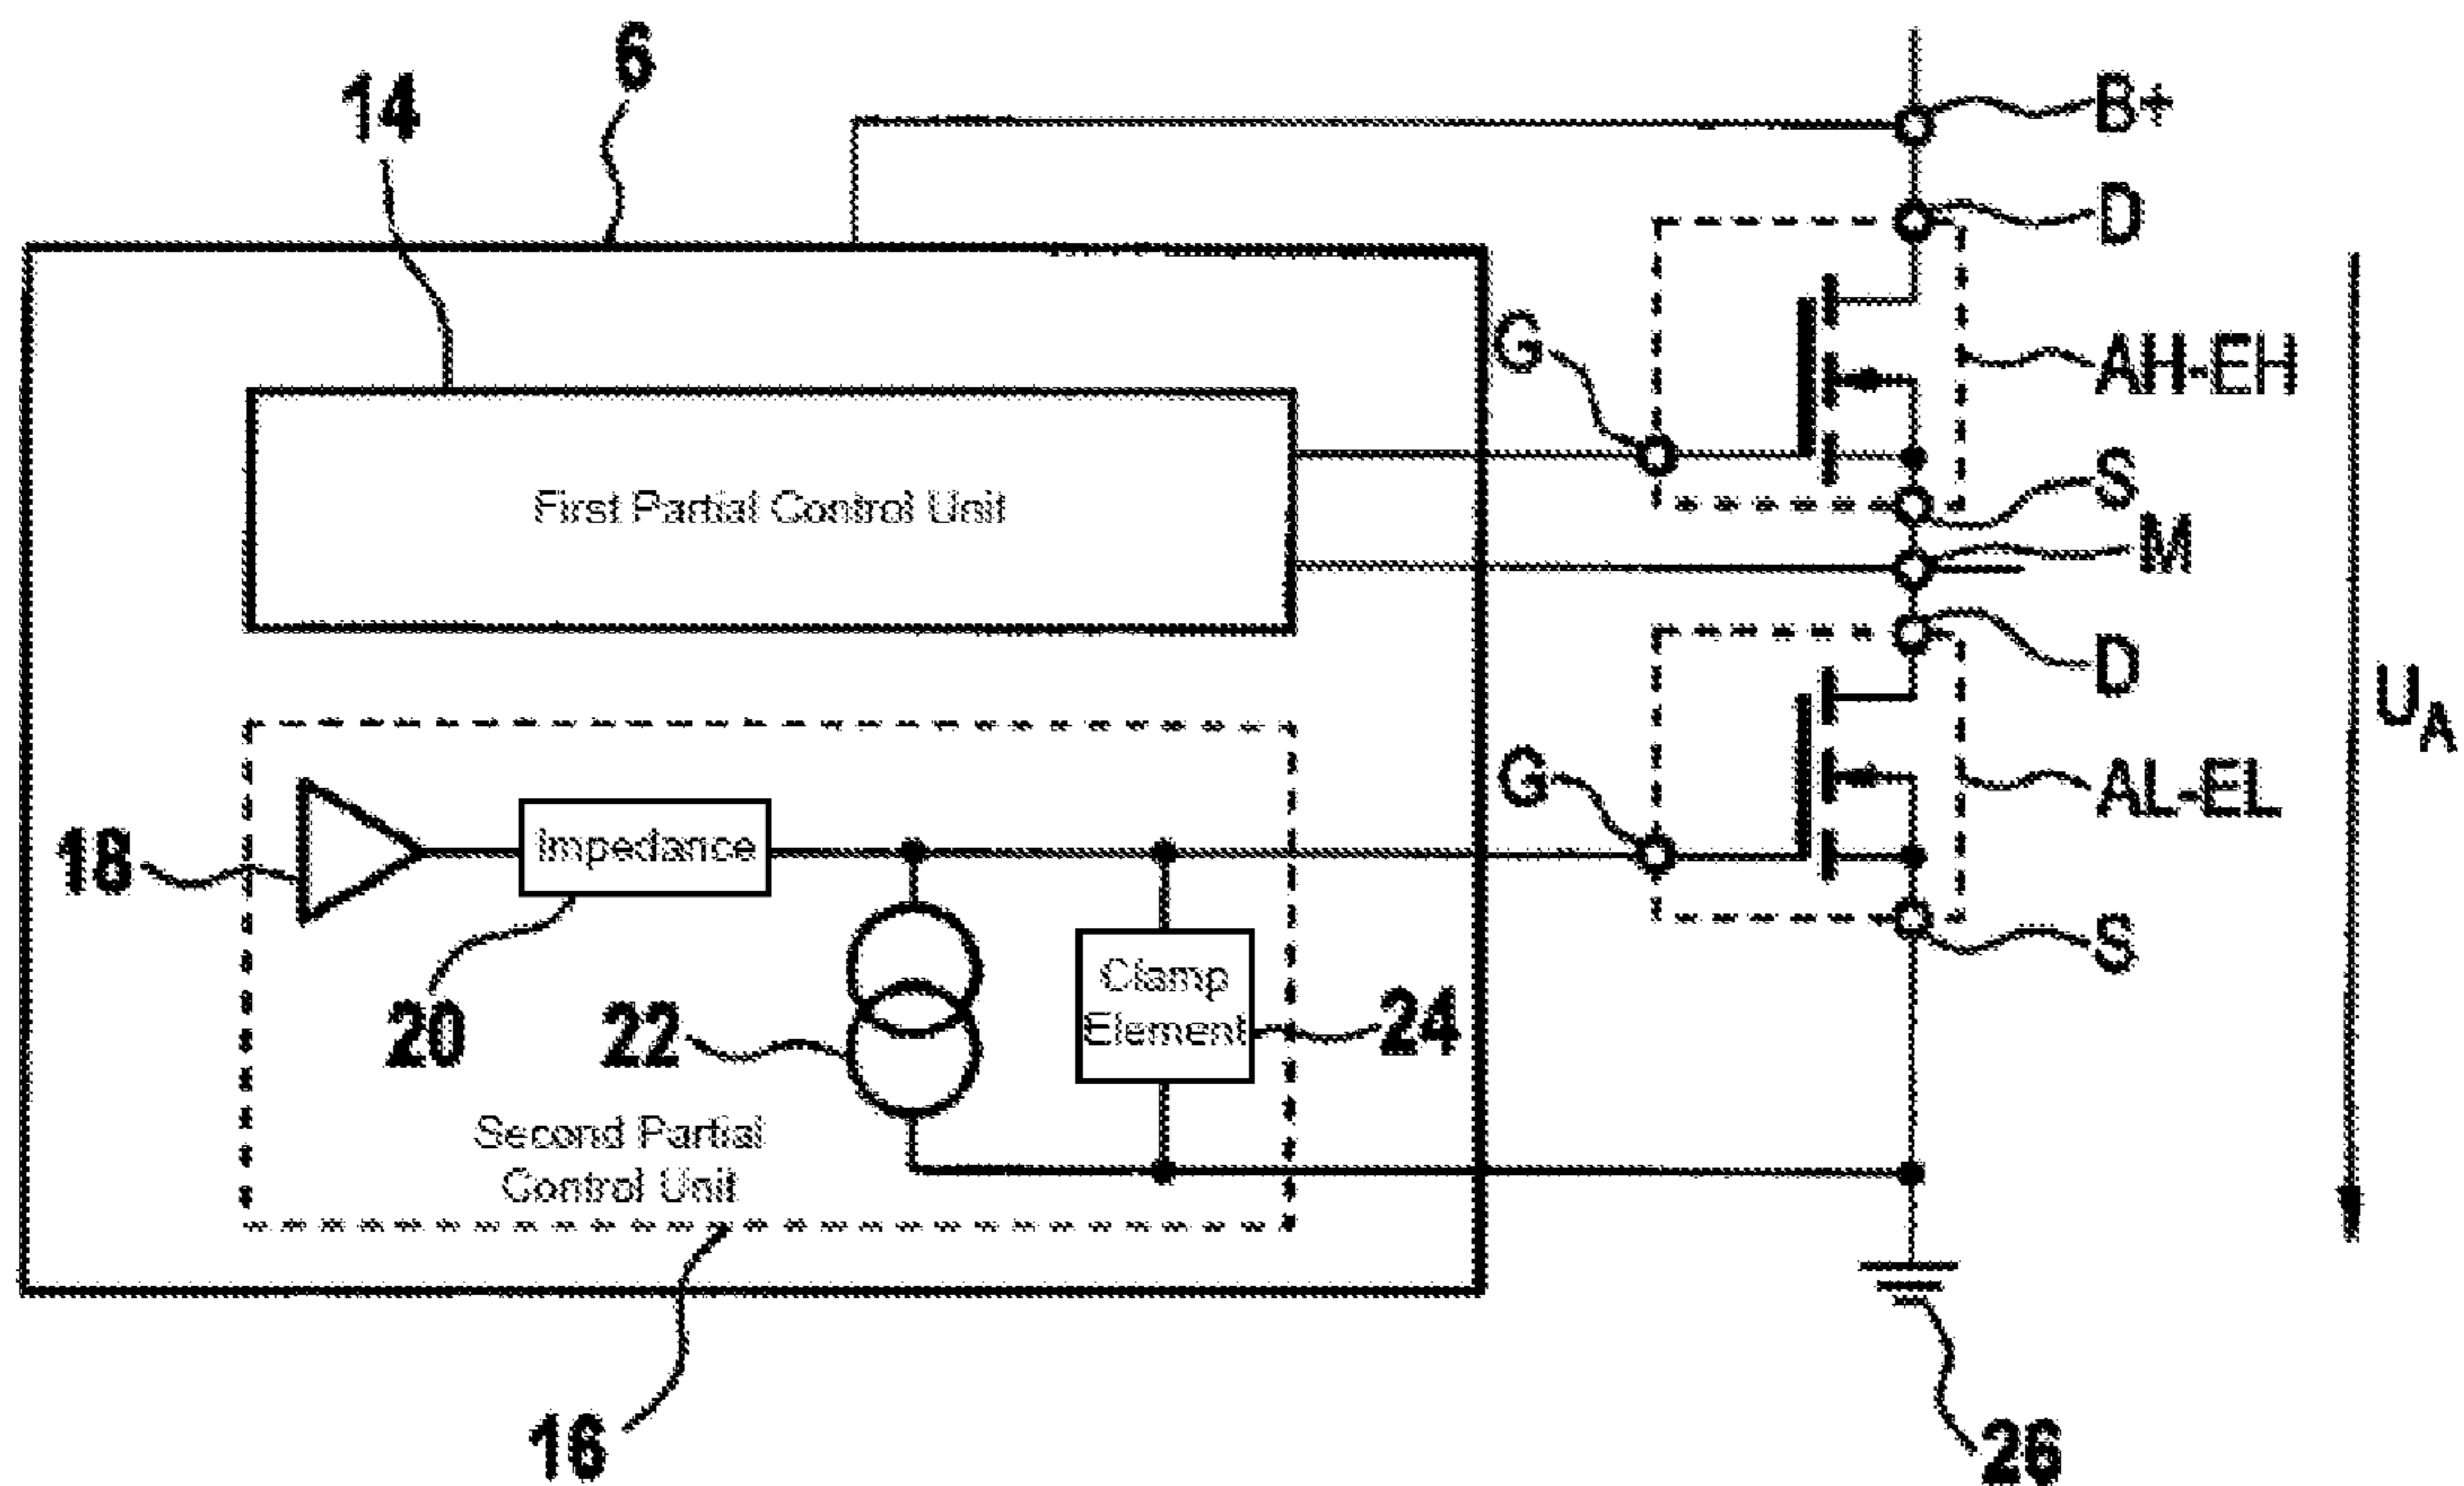 6
14
B+
D
G
AH-EH
S
First Partial Control Unit
M
D
U_A
G
AL-EL
18
Impedance
S
Clamp
Element
20
22
24
Second Partial
Control Unit
16
26